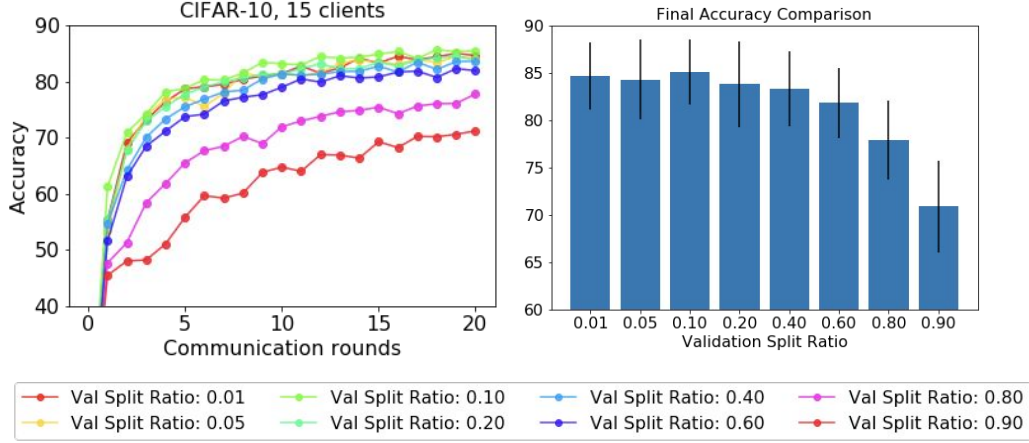 CIFAR-10, 15 clients
90
80
70
60
50
40
Accuracy
0 5 10 15 20
Communication rounds
Final Accuracy Comparison
90
85
80
75
70
65
60
0.01 0.05 0.10 0.20 0.40 0.60 0.80 0.90
Validation Split Ratio
Val Split Ratio: 0.01 Val Split Ratio: 0.10 Val Split Ratio: 0.40 Val Split Ratio: 0.80
Val Split Ratio: 0.05 Val Split Ratio: 0.20 Val Split Ratio: 0.60 Val Split Ratio: 0.90